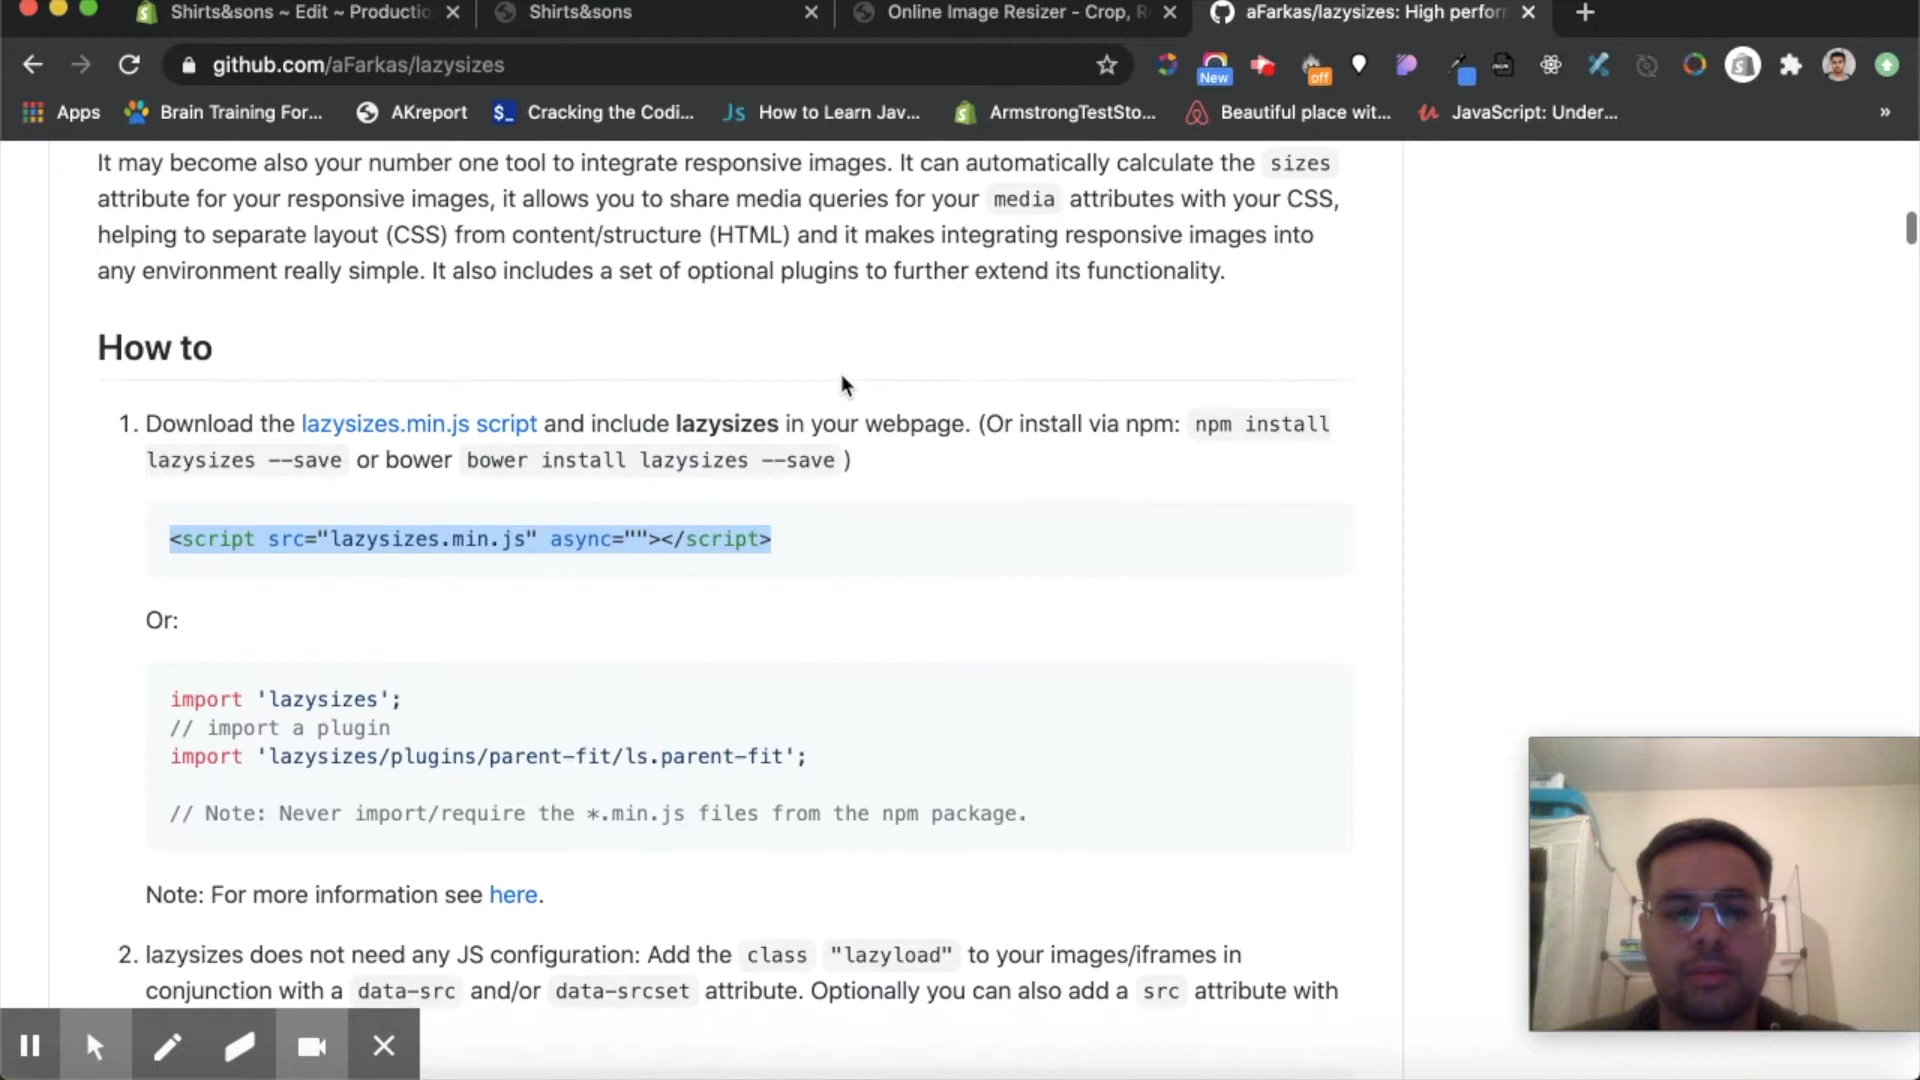 Shirts&sons ~ Edit ~ Productio
Shirts&sons
Online Image Resizer - Crop, R
aFarkas/lazysizes: High perforr
github.com/aFarkas/lazysizes
New
off
Apps
Brain Training For...
AKreport
$_
Cracking the Codi...
JS
How to Learn Jav...
ArmstrongTestSto...
Beautiful place wit...
JavaScript: Under...
»
It may become also your number one tool to integrate responsive images. It can automatically calculate the sizes
attribute for your responsive images, it allows you to share media queries for your media attributes with your CSS,
helping to separate layout (CSS) from content/structure (HTML) and it makes integrating responsive images into
any environment really simple. It also includes a set of optional plugins to further extend its functionality.
How to
1. Download the lazysizes.min.js script and include lazysizes in your webpage. (Or install via npm: npm install
lazysizes --save or bower bower install lazysizes --save )
<script src="lazysizes.min.js" async=""></script>
Or:
import 'lazysizes';
// import a plugin
import 'lazysizes/plugins/parent-fit/ls.parent-fit';
// Note: Never import/require the *.min.js files from the npm package.
Note: For more information see here.
2. lazysizes does not need any JS configuration: Add the class "lazyload" to your images/iframes in
conjunction with a data-src and/or data-srcset attribute. Optionally you can also add a src attribute with